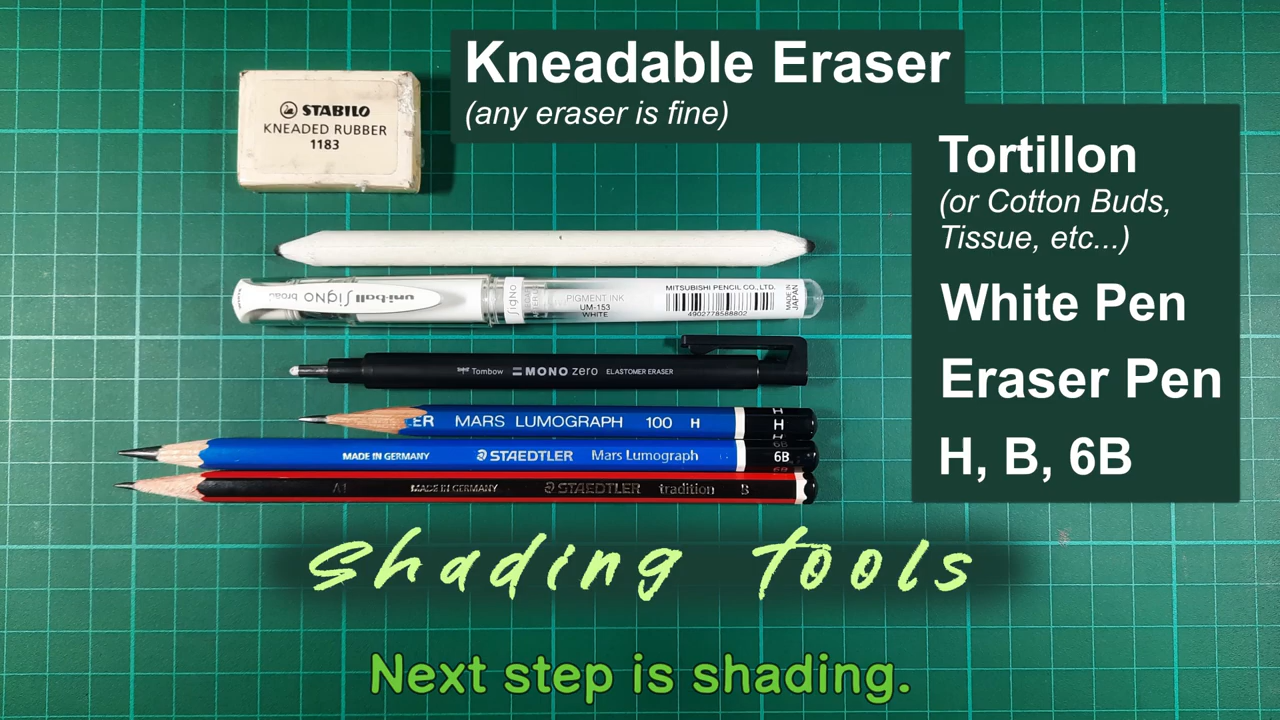 STABILO
KNEADED RUBBER
1183
Kneadable Eraser
(any eraser is fine)
Tortillon
(or Cotton Buds,
Tissue, etc...)
White Pen
Eraser Pen
H, B, 6B
uni-ball Signo broad
SIGNO
PIGMENT INK
UM-153
WHITE
MITSUBISHI PENCIL CO., LTD.
4902778588802
MADE IN
JAPAN
Tombow MONO zero ELASTOMER ERASER
MARS LUMOGRAPH 100 H
H
MADE IN GERMANY STAEDTLER Mars Lumograph
6B
A1 MADE IN GERMANY STAEDTLER tradition B
Shading Tools
Next step is shading.